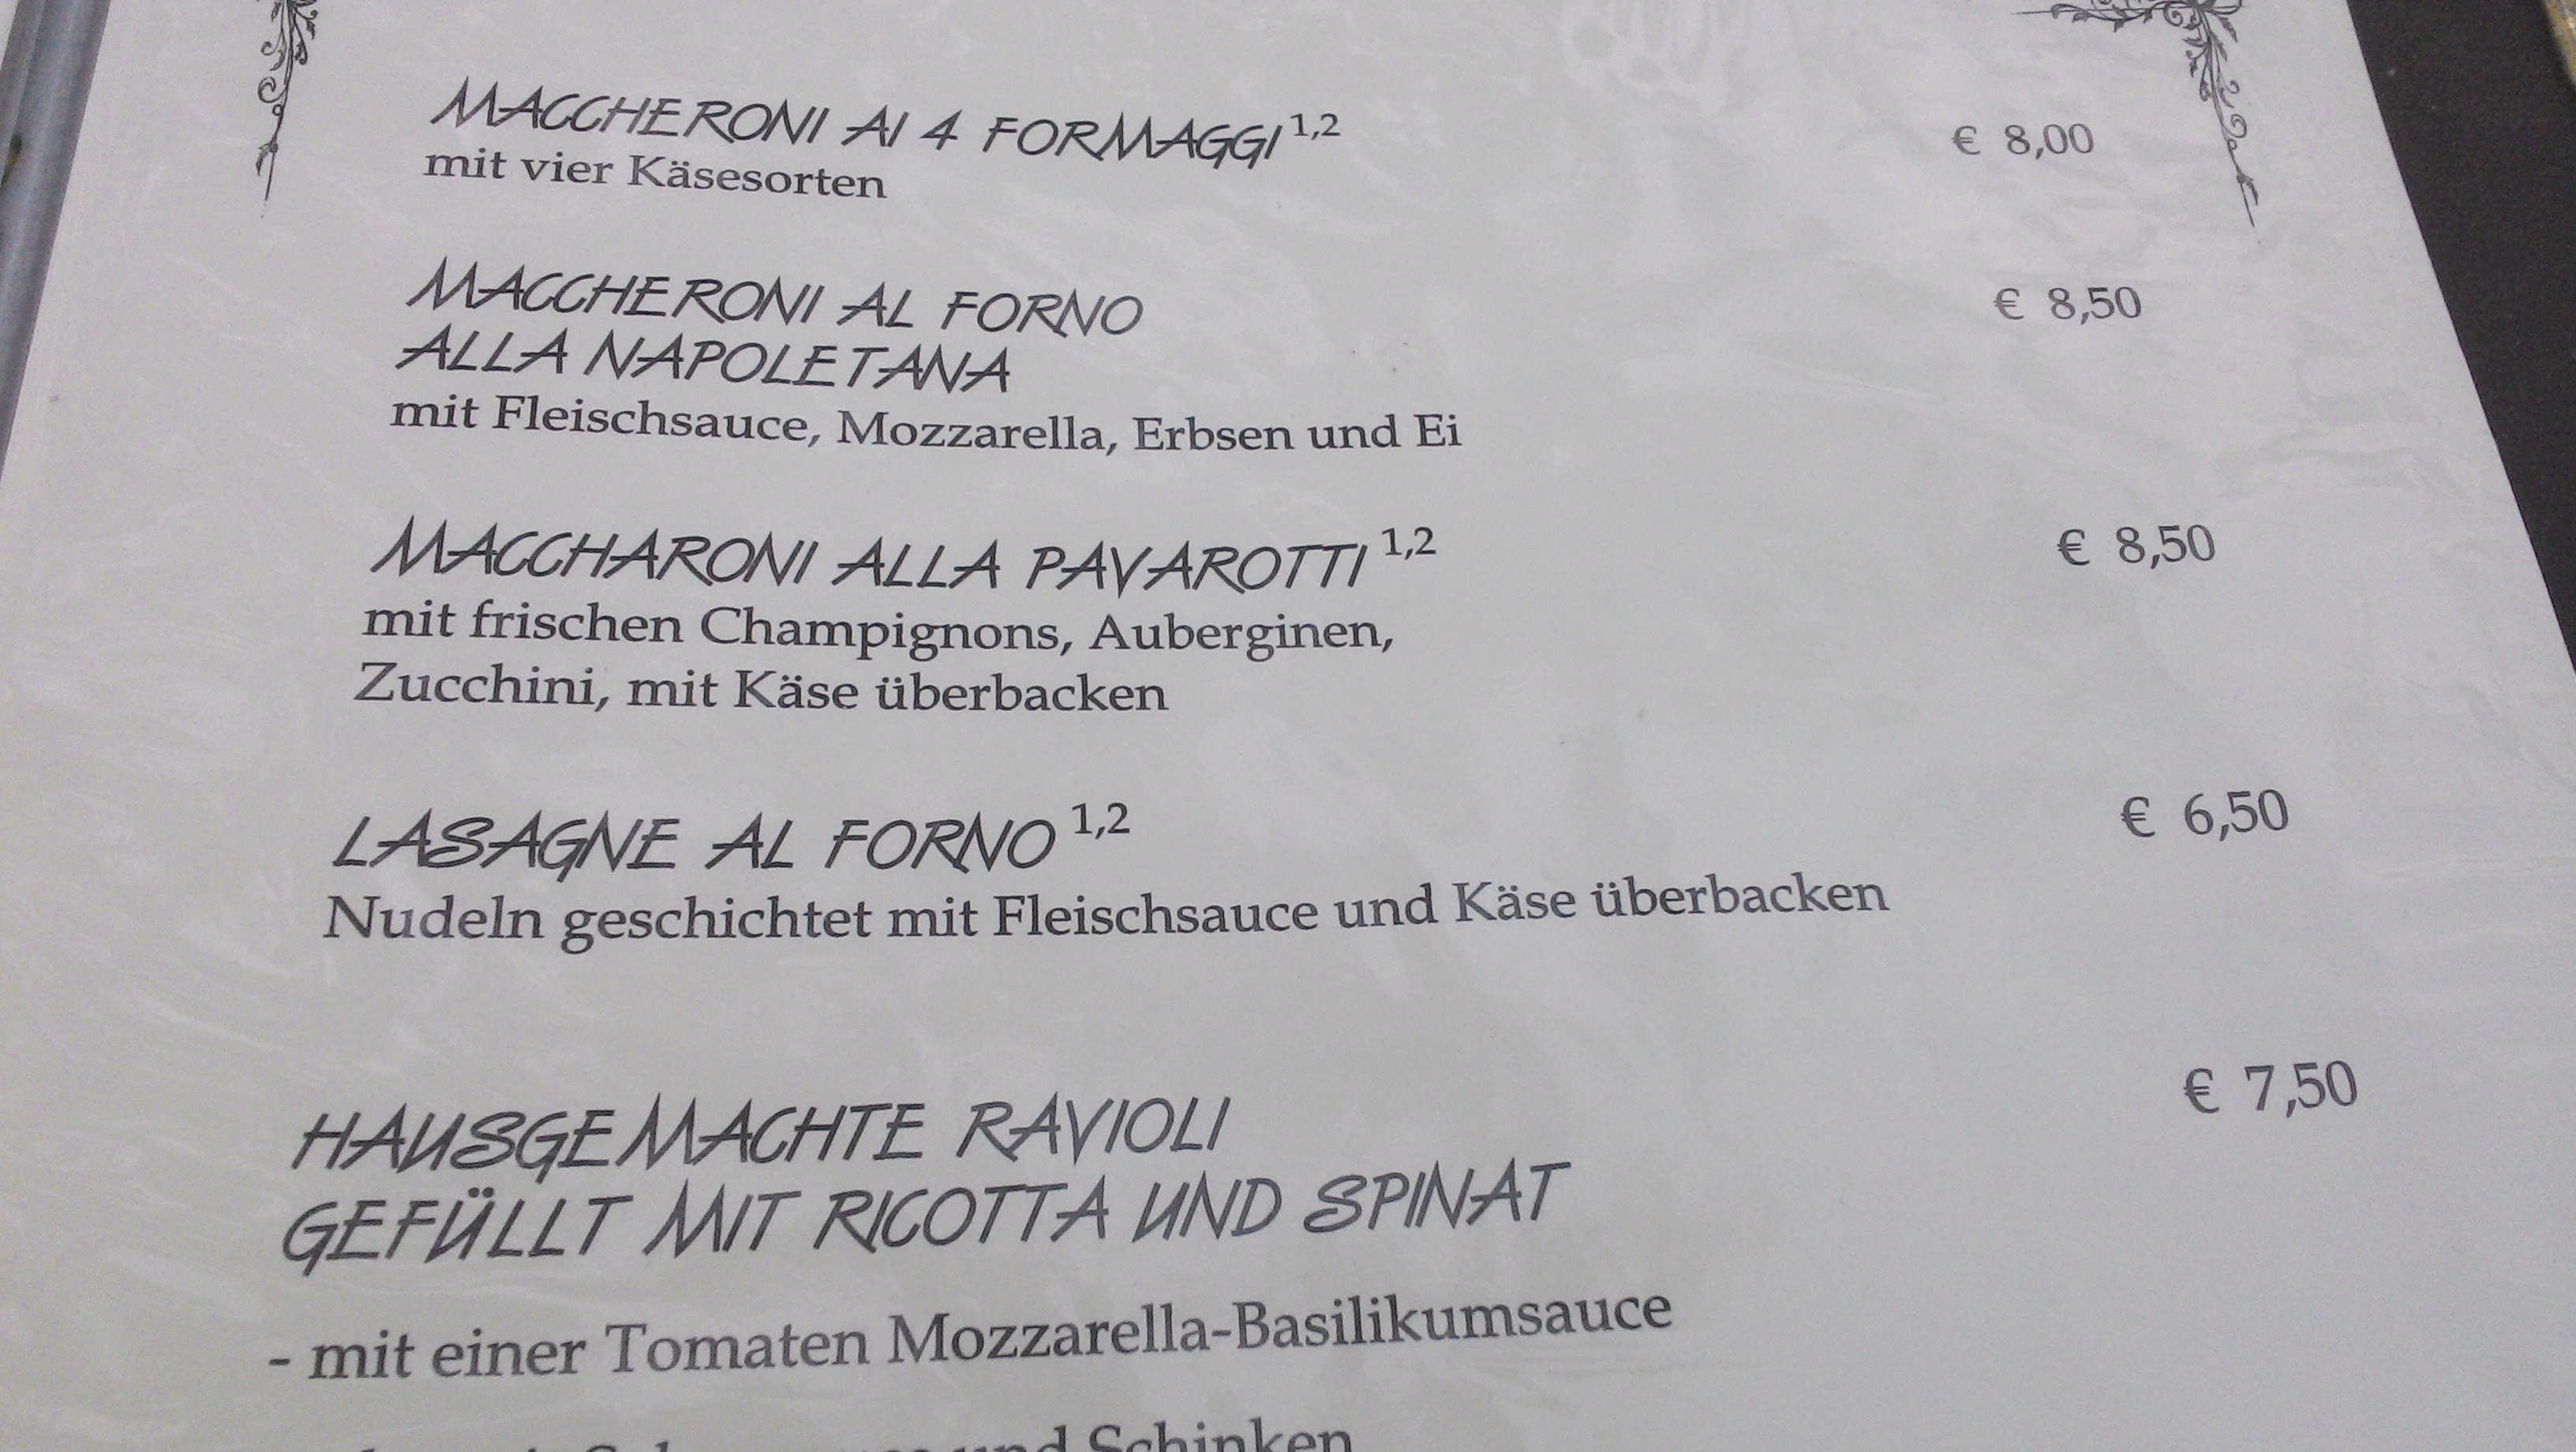 MACCHERONI AI 4 FORMAGGI 1,2 € 8,00
mit vier Käsesorten
MACCHERONI AL FORNO € 8,50
ALLA NAPOLETANA
mit Fleischsauce, Mozzarella, Erbsen und Ei
MACCHARONI ALLA PAVAROTTI 1,2 € 8,50
mit frischen Champignons, Auberginen,
Zucchini, mit Käse überbacken
LASAGNE AL FORNO 1,2 € 6,50
Nudeln geschichtet mit Fleischsauce und Käse überbacken
HAUSGEMACHTE RAVIOLI € 7,50
GEFÜLLT MIT RICOTTA UND SPINAT
- mit einer Tomaten Mozzarella-Basilikumsauce
und Schinken